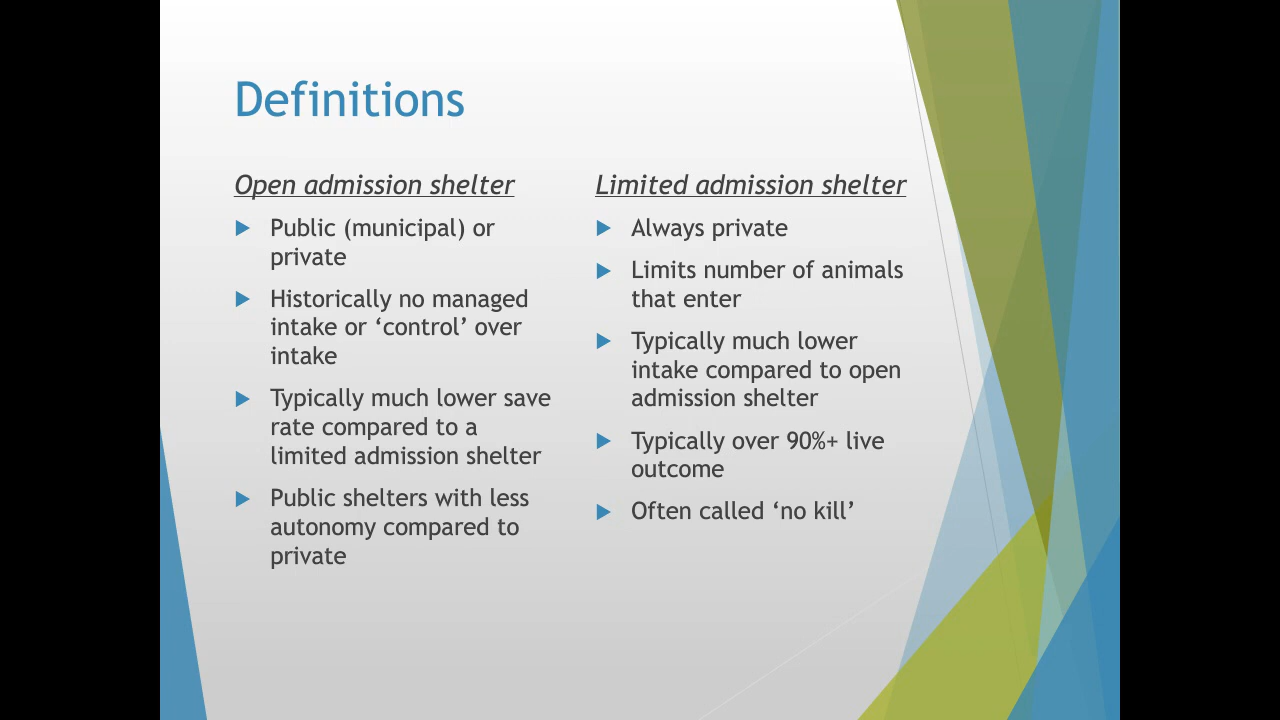 Definitions
Open admission shelter
Public (municipal) or
private
Historically no managed
intake or ‘control’ over
intake
Typically much lower save
rate compared to a
limited admission shelter
Public shelters with less
autonomy compared to
private
Limited admission shelter
Always private
Limits number of animals
that enter
Typically much lower
intake compared to open
admission shelter
Typically over 90%+ live
outcome
Often called ‘no kill’